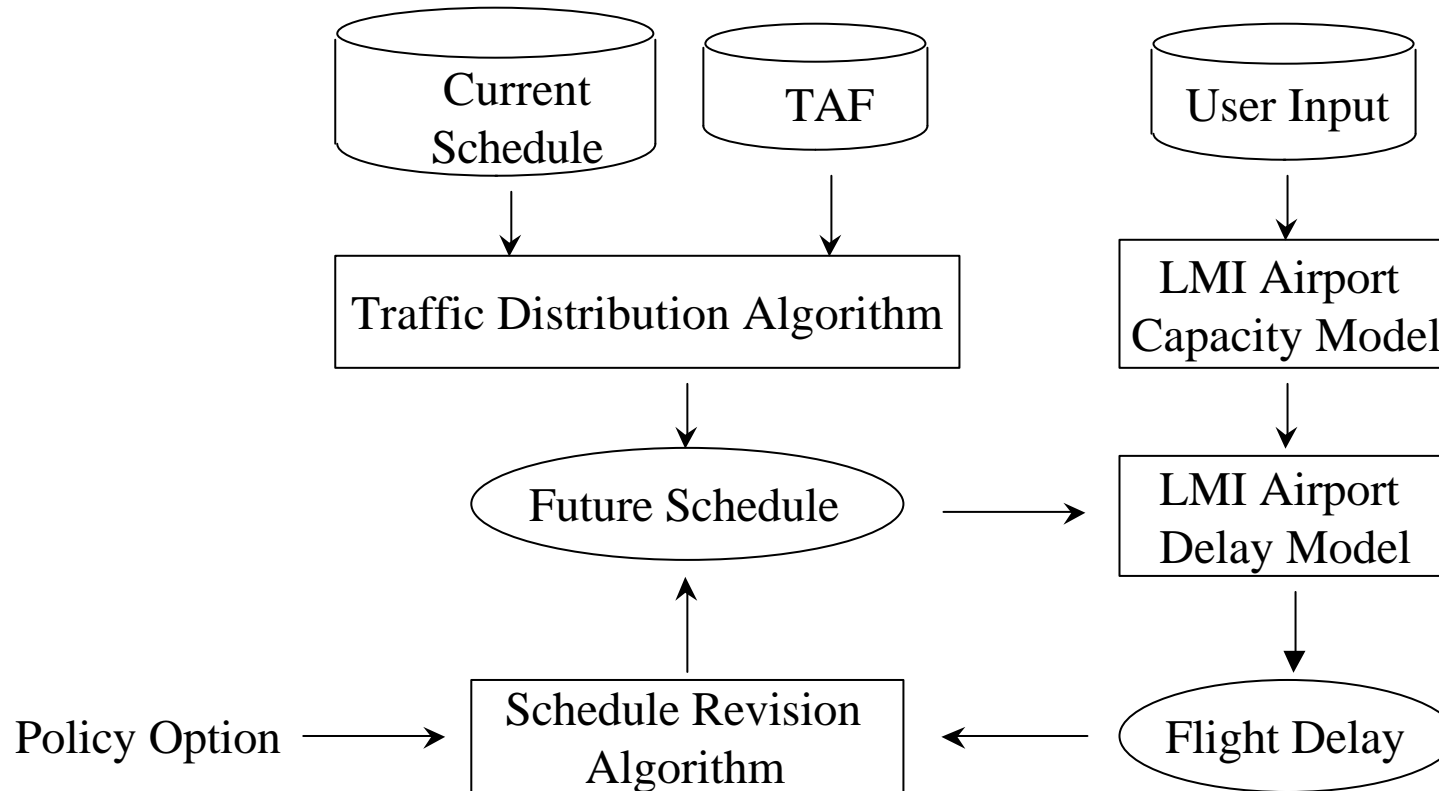 Current
Schedule
TAF
User Input
Traffic Distribution Algorithm
LMI Airport
Capacity Model
Future Schedule
LMI Airport
Delay Model
Policy Option
Schedule Revision
Algorithm
Flight Delay